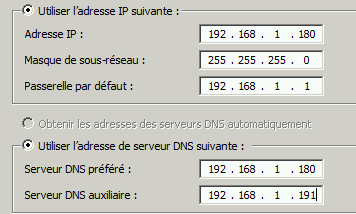 Utiliser l'adresse IP suivante :
Adresse IP : 192 . 168 . 1 . 180
Masque de sous-réseau : 255 . 255 . 255 . 0
Passerelle par défaut : 192 . 168 . 1 . 1
Obtenir les adresses des serveurs DNS automatiquement
Utiliser l'adresse de serveur DNS suivante :
Serveur DNS préféré : 192 . 168 . 1 . 180
Serveur DNS auxiliaire : 192 . 168 . 1 . 191